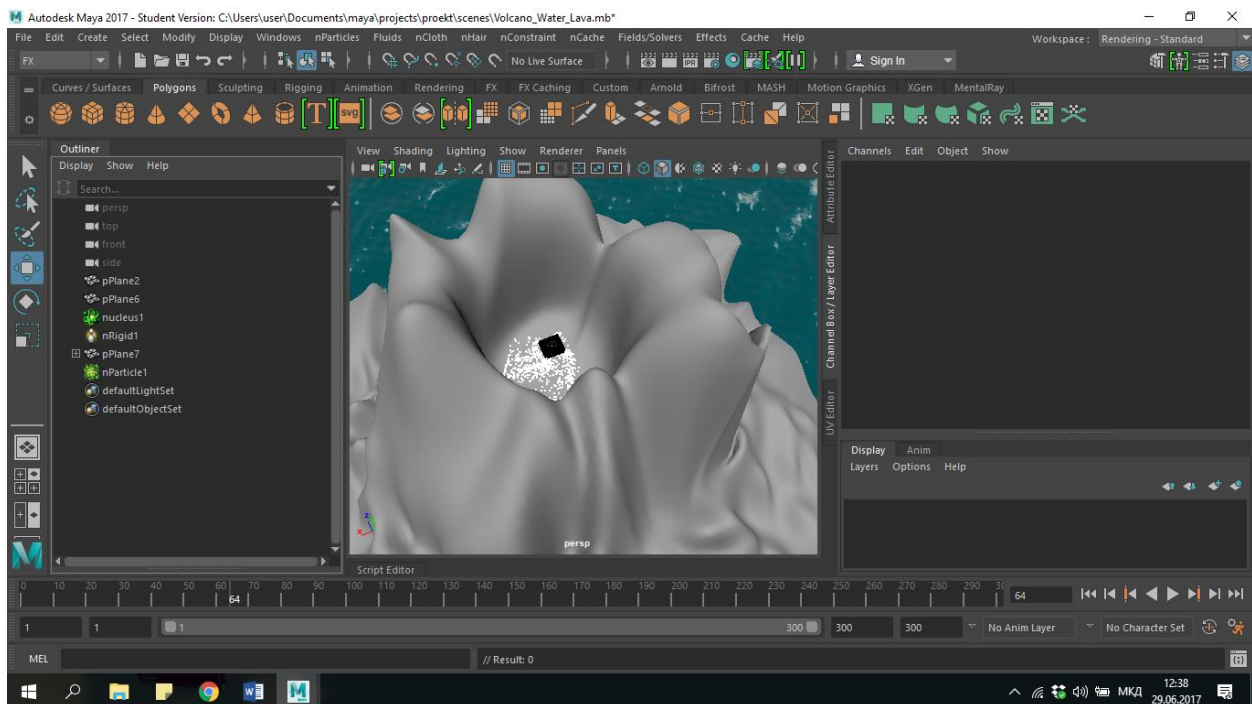 Autodesk Maya 2017 - Student Version: C:\Users\user\Documents\maya\projects\proekt\scenes\Volcano_Water_Lava.mb*
File Edit Create Select Modify Display Windows nParticles Fluids nCloth nHair nConstraint nCache Fields/Solvers Effects Cache Help Workspace : Rendering - Standard
FX No Live Surface Sign In
Curves / Surfaces Polygons Sculpting Rigging Animation Rendering FX FX Caching Custom Arnold Bifrost MASH Motion Graphics XGen MentalRay
T svg
Outliner
Display Show Help
Search...
persp
top
front
side
pPlane2
pPlane6
nucleus1
nRigid1
pPlane7
nParticle1
defaultLightSet
defaultObjectSet
View Shading Lighting Show Renderer Panels
z
x
persp
Script Editor
Attribute Editor
Channel Box / Layer Editor
UV Editor
Channels Edit Object Show
Display Anim
Layers Options Help
0 10 20 30 40 50 60 70 80 90 100 110 120 130 140 150 160 170 180 190 200 210 220 230 240 250 260 270 280 290 30 64
64
1 1 1 300 300 300 No Anim Layer No Character Set
MEL // Result: 0
МКД 12:38
29.06.2017